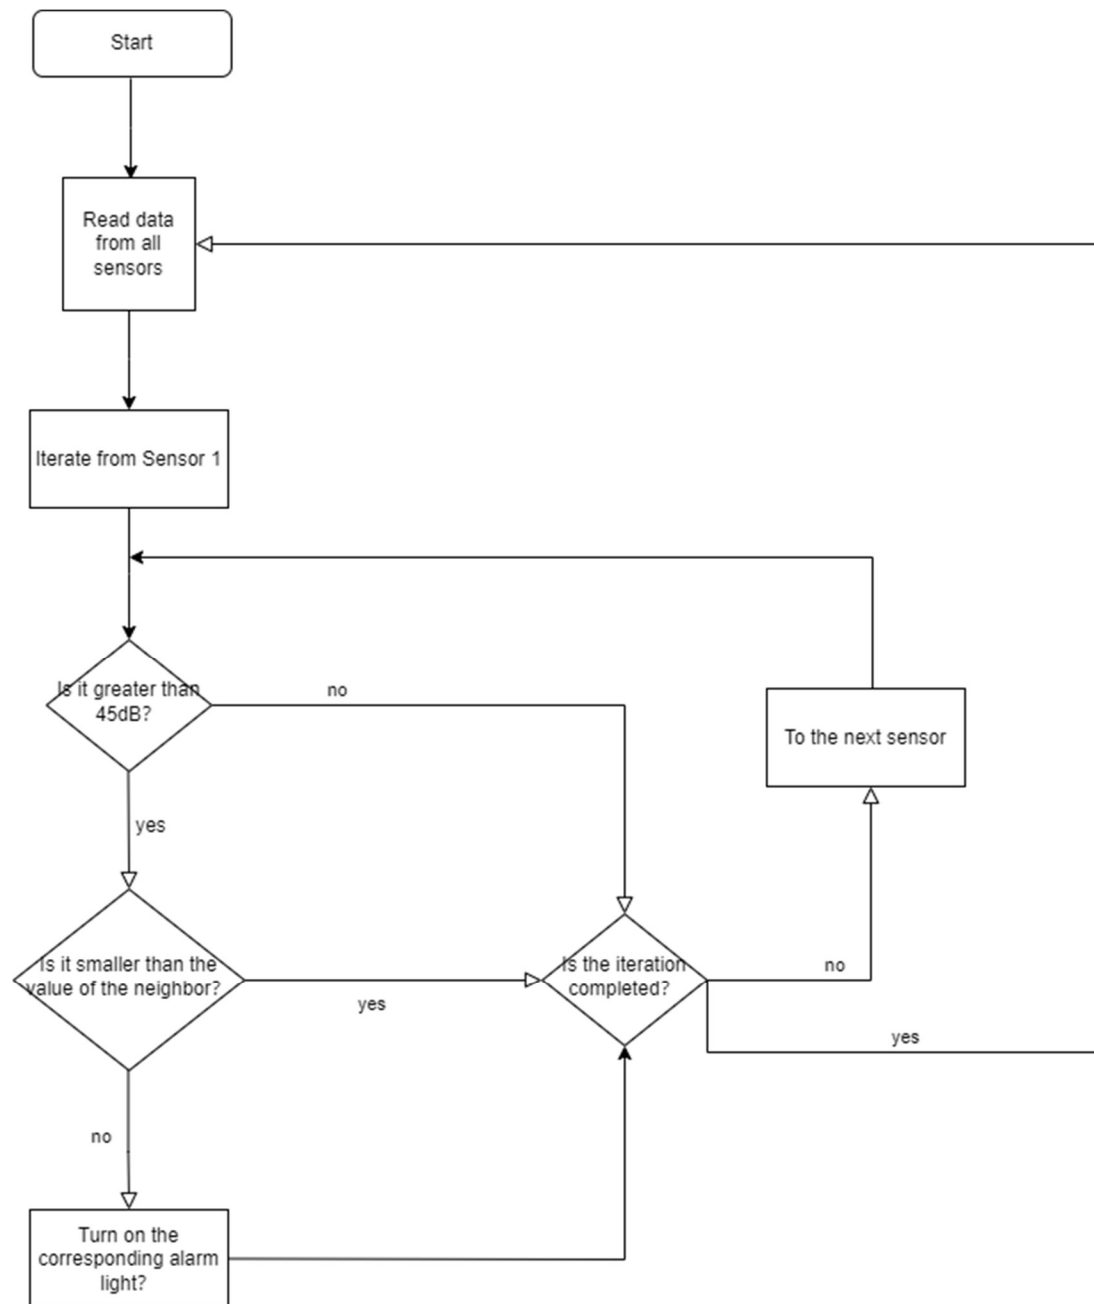 Start
Read data
from all
sensors
Iterate from Sensor 1
Is it greater than
45dB?
no
To the next sensor
yes
Is it smaller than the
value of the neighbor?
yes
Is the iteration
completed?
no
yes
no
Turn on the
corresponding alarm
light?